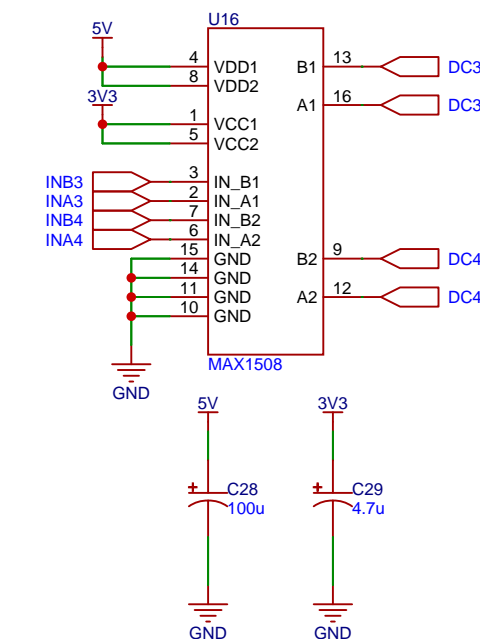 U16
5V
4 VDD1 B1 13 DC3
8 VDD2
3V3 A1 16 DC3
1 VCC1
5 VCC2
INB3 3 IN_B1
INA3 2 IN_A1
INB4 7 IN_B2
INA4 6 IN_A2
15 GND B2 9 DC4
14 GND
11 GND A2 12 DC4
10 GND
MAX1508
GND
5V 3V3
+ C28 + C29
100u 4.7u
GND GND